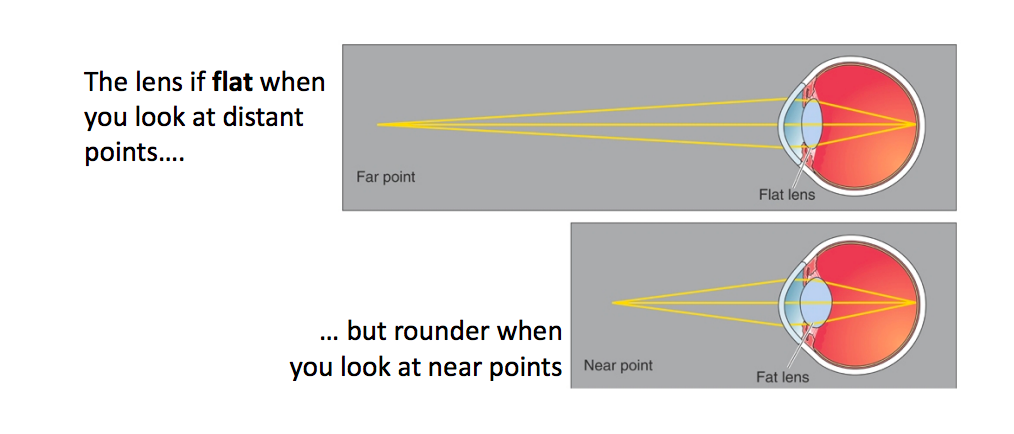 The lens if flat when
you look at distant
points....
Far point
Flat lens
... but rounder when
you look at near points
Near point
Fat lens